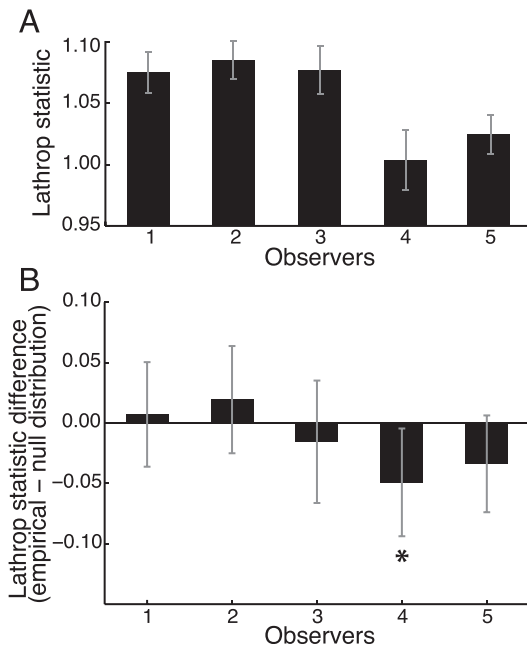 A
Lathrop statistic
1.10
1.05
1.00
0.95
1 2 3 4 5
Observers
B
Lathrop statistic difference
(empirical – null distribution)
0.10
0.05
0.00
−0.05
−0.10
*
1 2 3 4 5
Observers